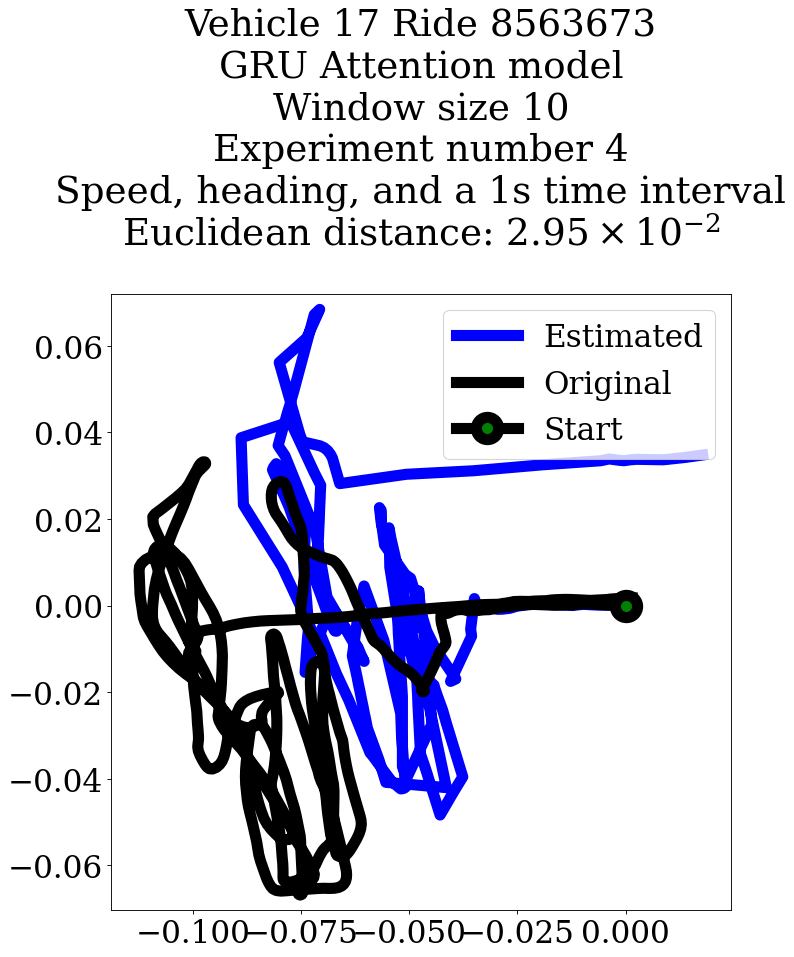 Vehicle 17 Ride 8563673
GRU Attention model
Window size 10
Experiment number 4
Speed, heading, and a 1s time interval
Euclidean distance: 2.95 × 10⁻²
Estimated
Original
Start
0.06
0.04
0.02
0.00
−0.02
−0.04
−0.06
−0.100 −0.075 −0.050 −0.025 0.000